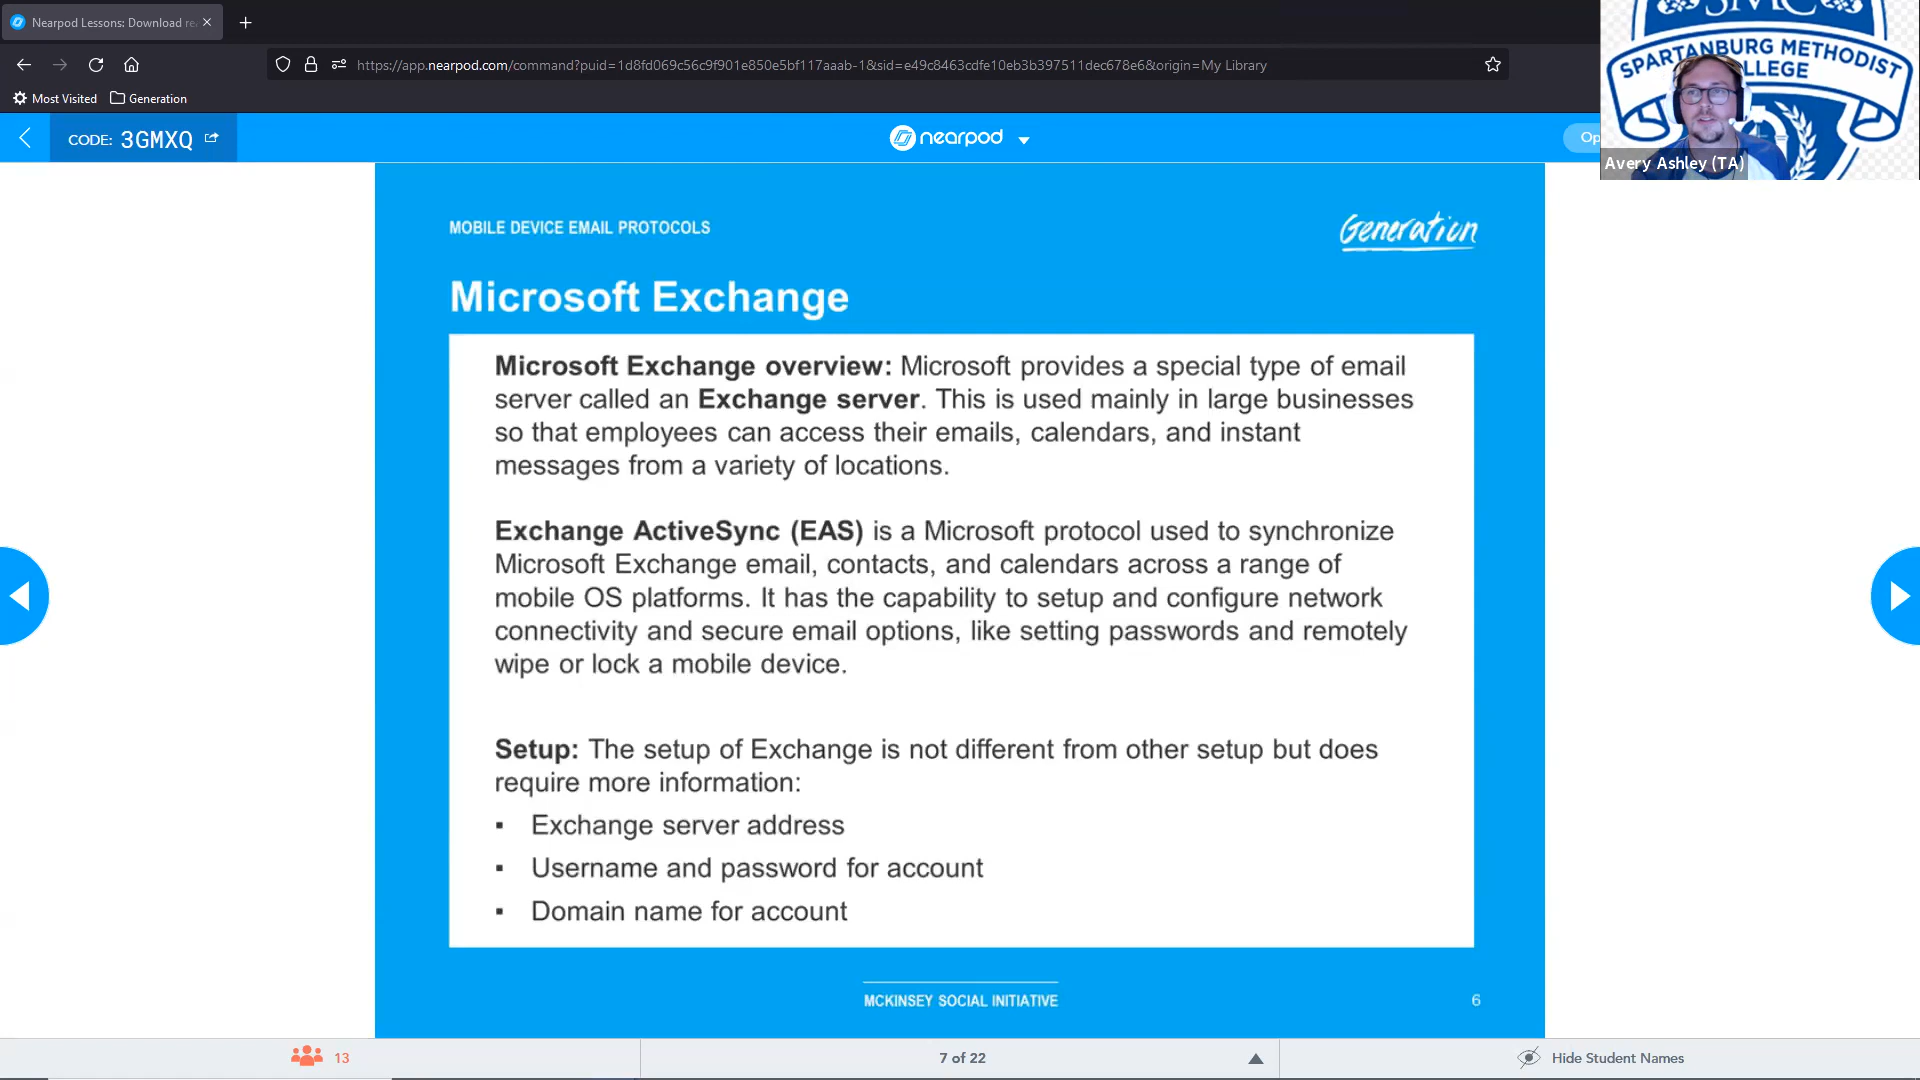 Nearpod Lessons: Download re
https://app.nearpod.com/command?puid=1d8fd069c56c9f901e850e5bf117aaab-1&sid=e49c8463cdfe10eb3b397511dec678e6&origin=My Library
Most Visited
Generation
SMC
SPARTANBURG METHODIST
LLEGE
Avery Ashley (TA)
CODE: 3GMXQ
nearpod
Op
MOBILE DEVICE EMAIL PROTOCOLS
Generation
Microsoft Exchange
Microsoft Exchange overview: Microsoft provides a special type of email
server called an Exchange server. This is used mainly in large businesses
so that employees can access their emails, calendars, and instant
messages from a variety of locations.
Exchange ActiveSync (EAS) is a Microsoft protocol used to synchronize
Microsoft Exchange email, contacts, and calendars across a range of
mobile OS platforms. It has the capability to setup and configure network
connectivity and secure email options, like setting passwords and remotely
wipe or lock a mobile device.
Setup: The setup of Exchange is not different from other setup but does
require more information:
▪ Exchange server address
▪ Username and password for account
▪ Domain name for account
MCKINSEY SOCIAL INITIATIVE
6
13
7 of 22
Hide Student Names